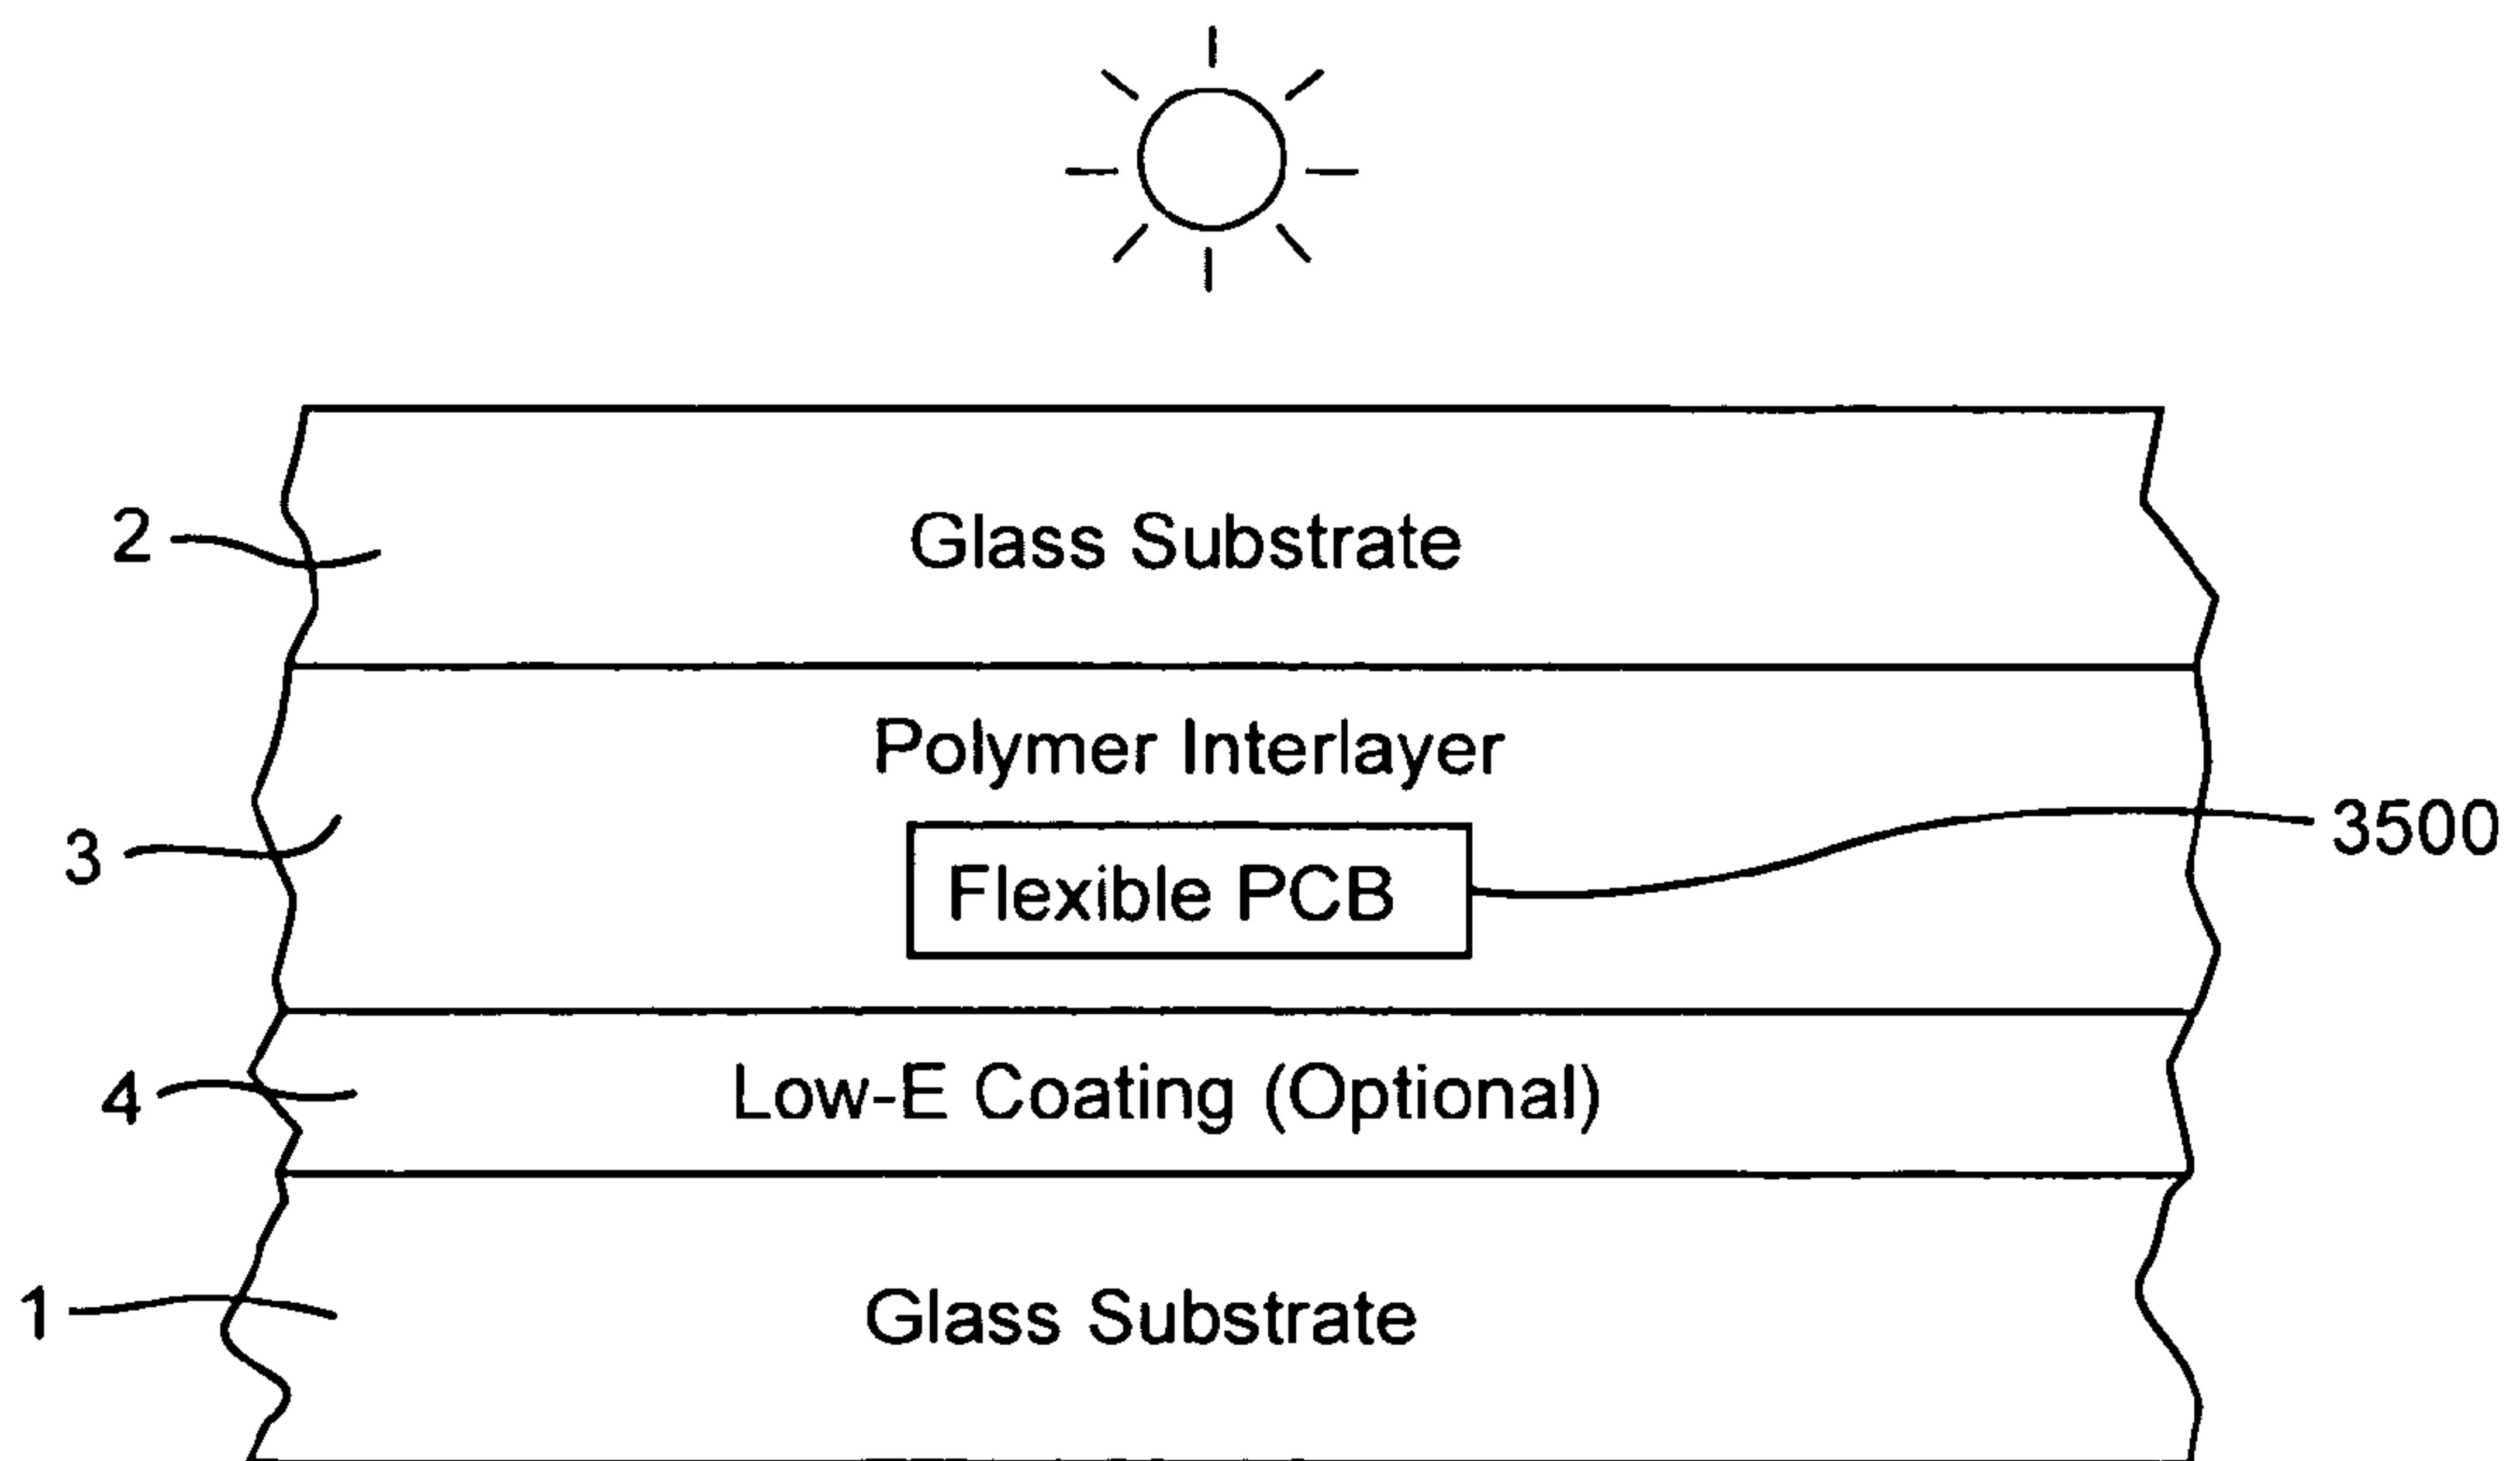 2
Glass Substrate
Polymer Interlayer
3
Flexible PCB
3500
4
Low-E Coating (Optional)
1
Glass Substrate